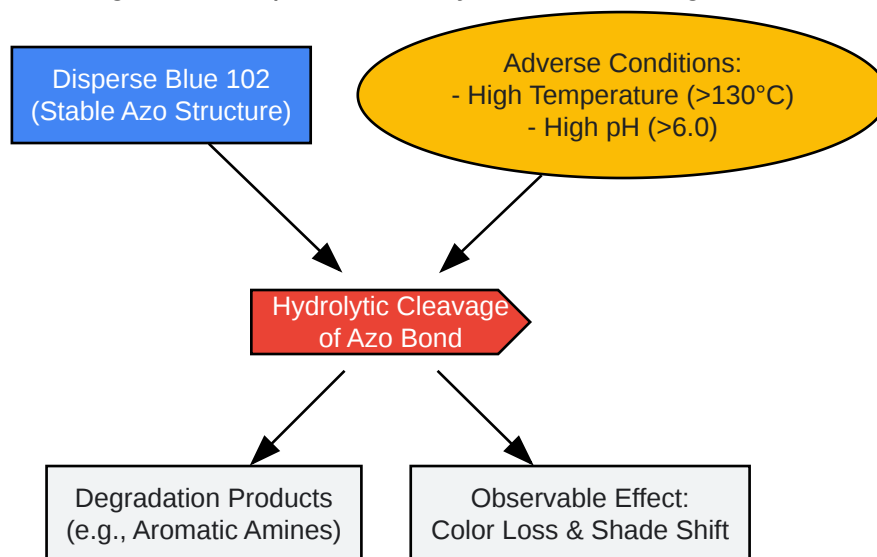 Disperse Blue 102
(Stable Azo Structure)
Adverse Conditions:
- High Temperature (>130°C)
- High pH (>6.0)
Hydrolytic Cleavage
of Azo Bond
Degradation Products
(e.g., Aromatic Amines)
Observable Effect:
Color Loss & Shade Shift